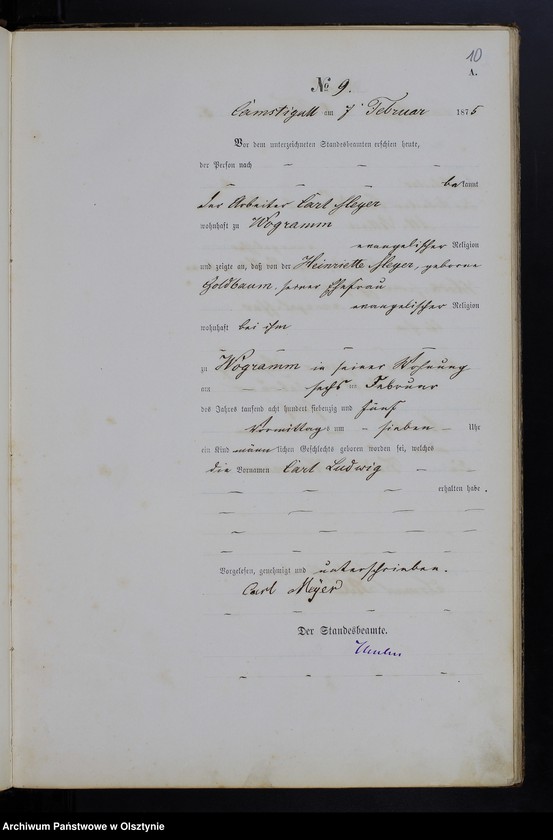 10
A.
No 9.
Camstigall am 7 Februar 1875
Vor dem unterzeichneten Standesbeamten erschien heute,
der Person nach
bekannt
der Arbeiter Carl Meyer
wohnhaft zu Wogramm
evangelischer Religion
und zeigte an, daß von der Henriette Meyer, geborene
Goldbaum, seiner Ehefrau
evangelischer Religion
wohnhaft bei ihm
zu Wogramm in seiner Wohnung
am sechsten Februar
des Jahres tausend acht hundert siebenzig und fünf
Vormittags um sieben Uhr
ein Kind männlichen Geschlechts geboren worden sei, welches
die Vornamen Carl Ludwig
erhalten habe.
Vorgelesen, genehmigt und unterschrieben.
Carl Meÿer
Der Standesbeamte.
Archiwum Państwowe w Olsztynie